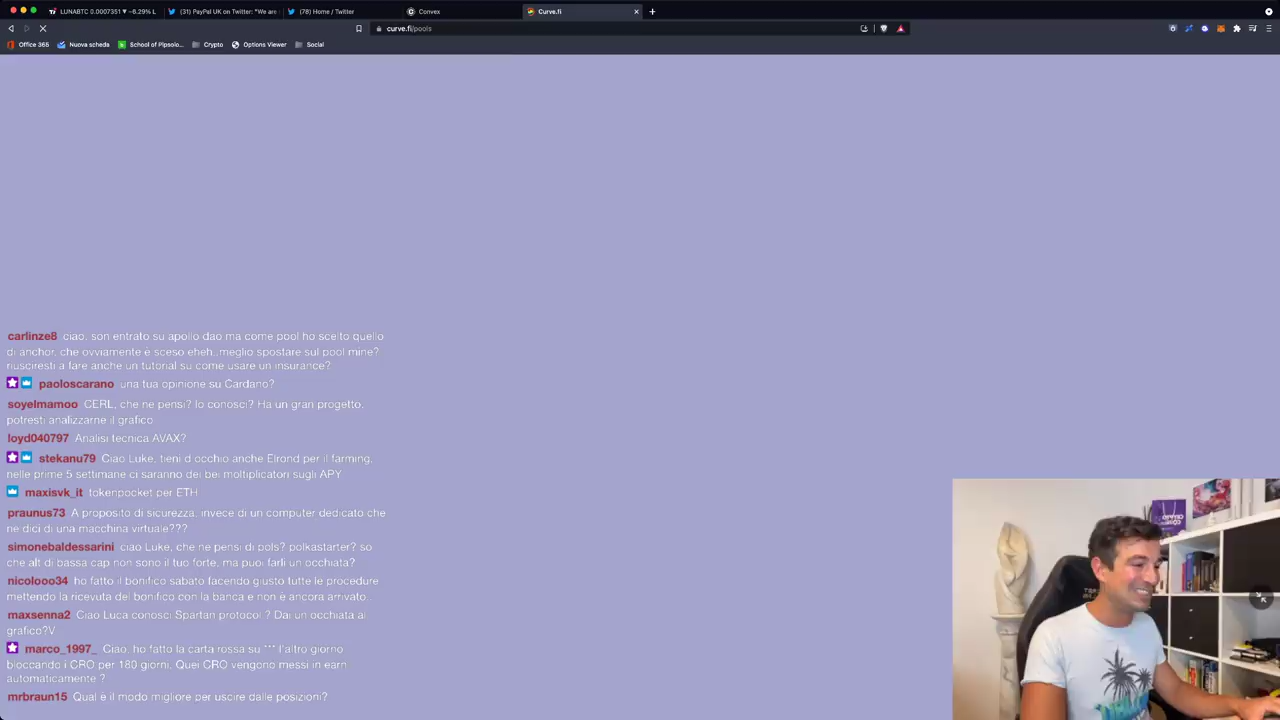 LUNABTC 0.0007351 ▼ −6.29% L
(31) PayPal UK on Twitter: "We are
(78) Home / Twitter
Convex
Curve.fi
curve.fi/pools
Office 365
Nuova scheda
School of Pipsolo...
Crypto
Options Viewer
Social
carlinze8 ciao, son entrato su apollo dao ma come pool ho scelto quello
di anchor, che ovviamente è sceso eheh..meglio spostare sul pool mine?
riusciresti a fare anche un tutorial su come usare un insurance?
paoloscarano una tua opinione su Cardano?
soyelmamoo CERL, che ne pensi? lo conosci? Ha un gran progetto,
potresti analizzarne il grafico
loyd040797 Analisi tecnica AVAX?
stekanu79 Ciao Luke, tieni d occhio anche Elrond per il farming,
nelle prime 5 settimane ci saranno dei bei moltiplicatori sugli APY
maxisvk_it tokenpocket per ETH
praunus73 A proposito di sicurezza, invece di un computer dedicato che
ne dici di una macchina virtuale???
simonebaldessarini ciao Luke, che ne pensi di pols? polkastarter? so
che alt di bassa cap non sono il tuo forte, ma puoi farli un occhiata?
nicolooo34 ho fatto il bonifico sabato facendo giusto tutte le procedure
mettendo la ricevuta del bonifico con la banca e non è ancora arrivato..
maxsenna2 Ciao Luca conosci Spartan protocol ? Dai un occhiata al
grafico?V
marco_1997_ Ciao, ho fatto la carta rossa su *** l'altro giorno
bloccando i CRO per 180 giorni, Quei CRO vengono messi in earn
automaticamente ?
mrbraun15 Qual è il modo migliore per uscire dalle posizioni?